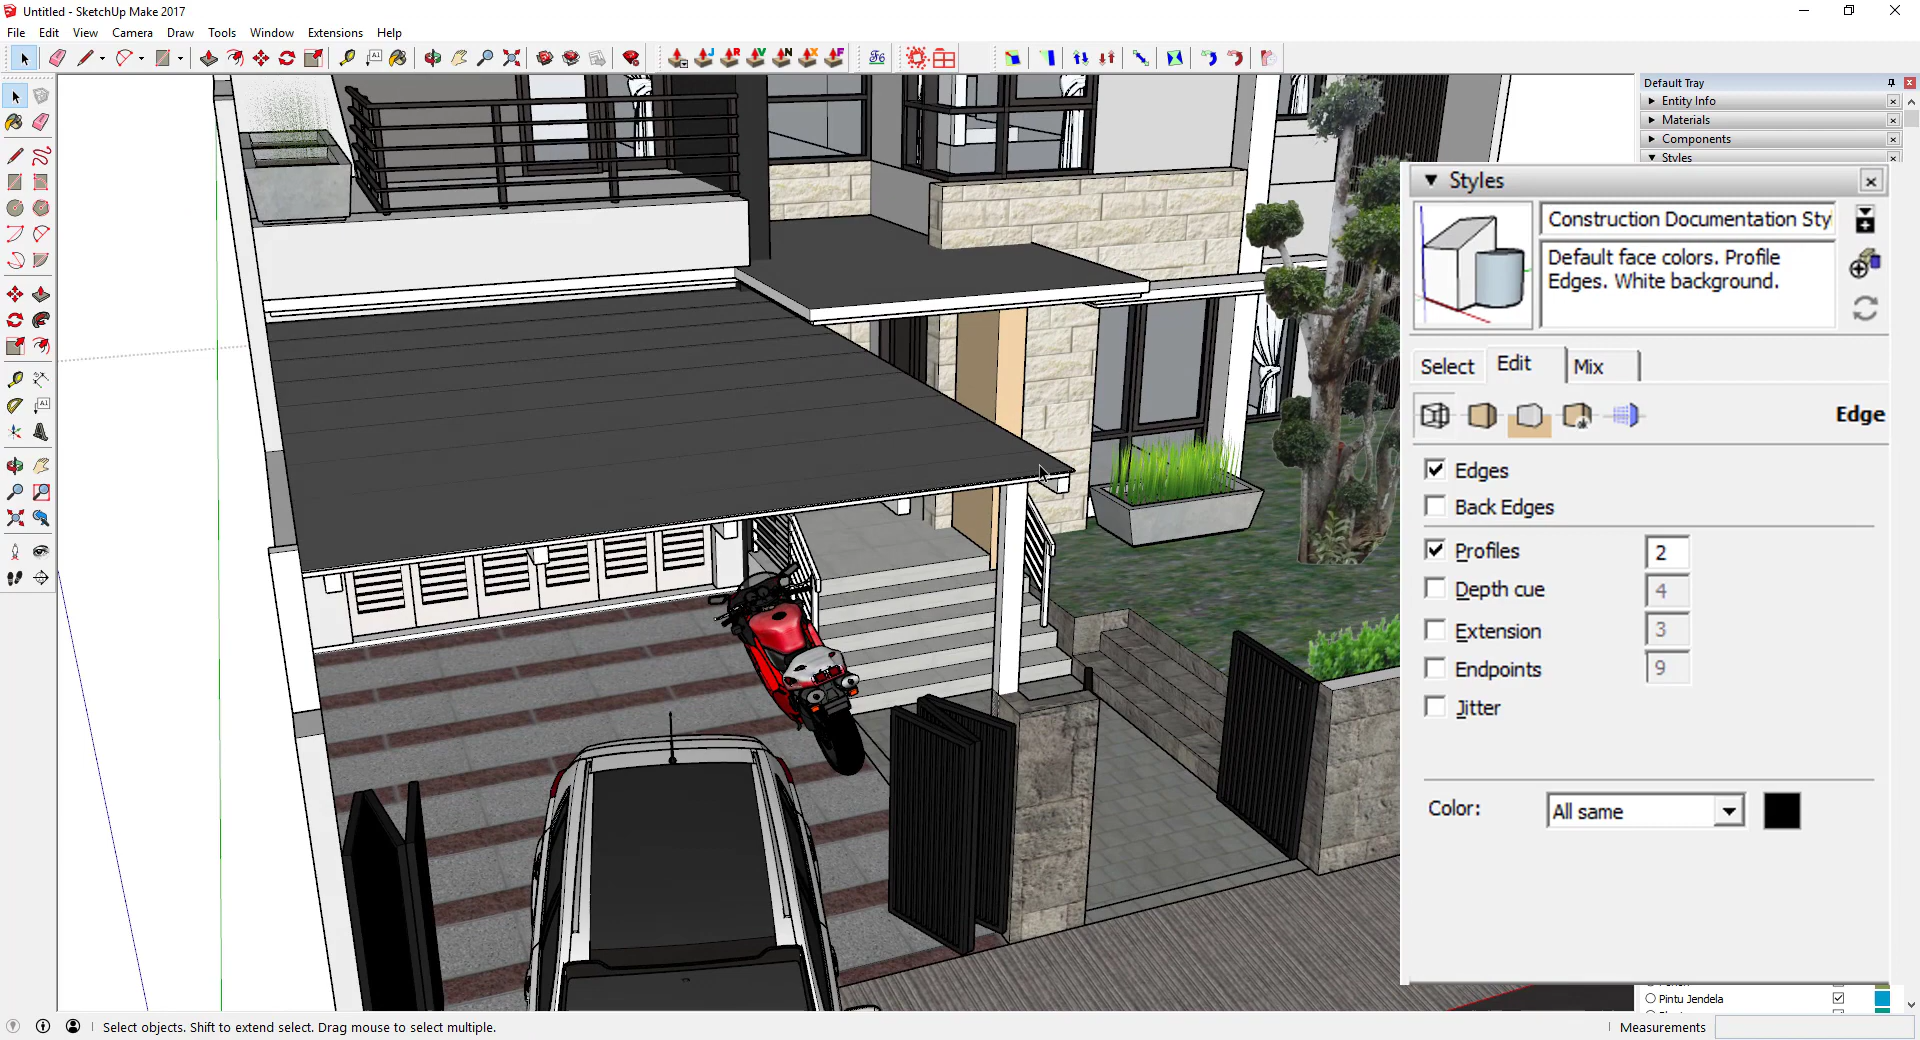 Untitled - SketchUp Make 2017
File Edit View Camera Draw Tools Window Extensions Help
Default Tray
Entity Info
Materials
Components
Styles
Styles
Construction Documentation Sty
Default face colors. Profile
Edges. White background.
Select Edit Mix
Edge
Edges
Back Edges
Profiles 2
Depth cue 4
Extension 3
Endpoints 9
Jitter
Color: All same
Pintu Jendela
Select objects. Shift to extend select. Drag mouse to select multiple.
Measurements